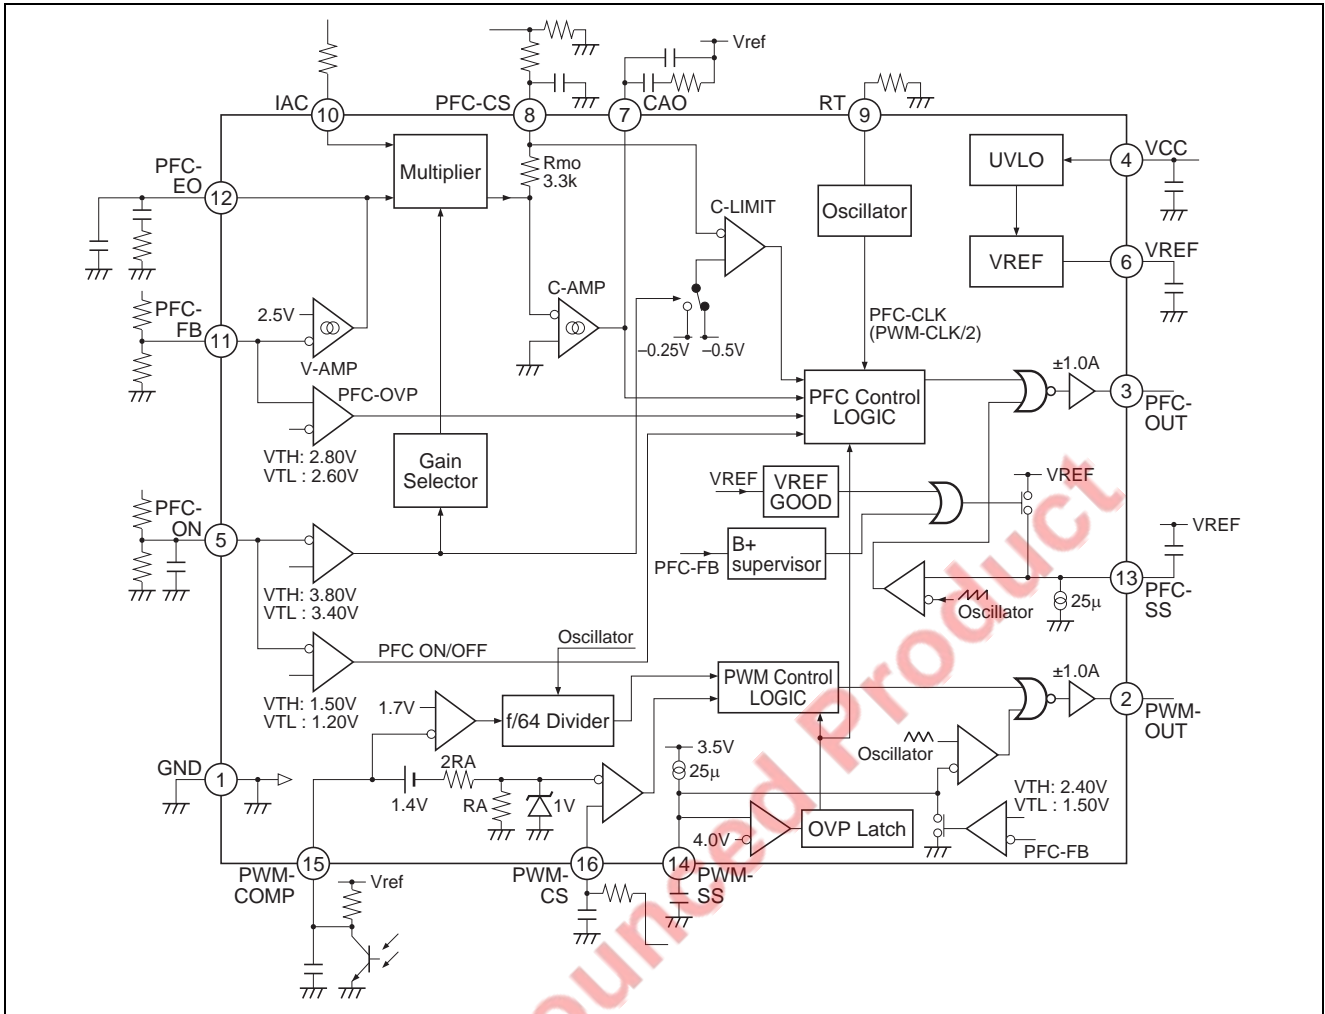 Vref
IAC
10
PFC-CS
8
7
CAO
RT
9
PFC-
EO
12
Multiplier
Rmo
3.3k
UVLO
4
VCC
Oscillator
C-LIMIT
VREF
6
VREF
PFC-
FB
11
2.5V
V-AMP
C-AMP
–0.25V
–0.5V
PFC-CLK
(PWM-CLK/2)
PFC-OVP
VTH: 2.80V
VTL : 2.60V
PFC Control
LOGIC
±1.0A
3
PFC-
OUT
Gain
Selector
VREF
VREF
GOOD
VREF
PFC-
ON
5
VREF
PFC-FB
B+
supervisor
VTH: 3.80V
VTL : 3.40V
Oscillator
25μ
13
PFC-
SS
PFC ON/OFF
Oscillator
VTH: 1.50V
VTL : 1.20V
1.7V
f/64 Divider
PWM Control
LOGIC
±1.0A
2
PWM-
OUT
GND
1
1.4V
2RA
RA
1V
3.5V
25μ
Oscillator
VTH: 2.40V
VTL : 1.50V
4.0V
OVP Latch
PFC-FB
15
PWM-
COMP
16
PWM-
CS
14
PWM-
SS
Vref
ounced Product